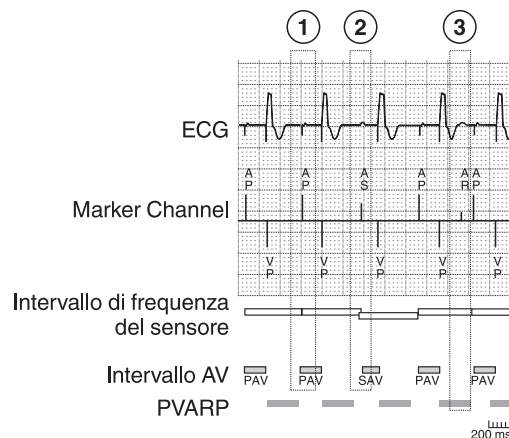 1 2 3
ECG
A P A P A S A P A R A P
Marker Channel
V P V P V P V P V P
Intervallo di frequenza
del sensore
Intervallo AV
PAV PAV SAV PAV PAV
PVARP
200 ms